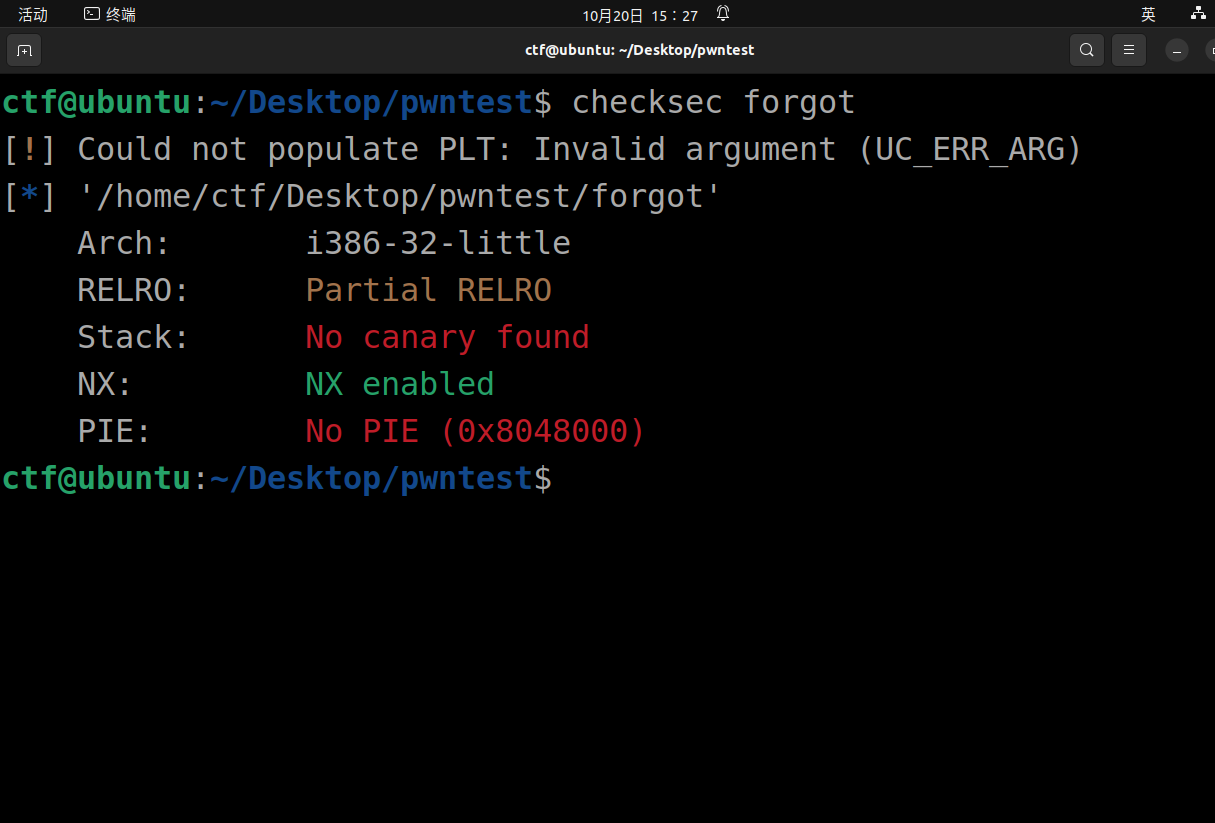 活动 终端 10月20日 15：27 英
ctf@ubuntu: ~/Desktop/pwntest
ctf@ubuntu:~/Desktop/pwntest$ checksec forgot
[!] Could not populate PLT: Invalid argument (UC_ERR_ARG)
[*] '/home/ctf/Desktop/pwntest/forgot'
    Arch:       i386-32-little
    RELRO:      Partial RELRO
    Stack:      No canary found
    NX:         NX enabled
    PIE:        No PIE (0x8048000)
ctf@ubuntu:~/Desktop/pwntest$